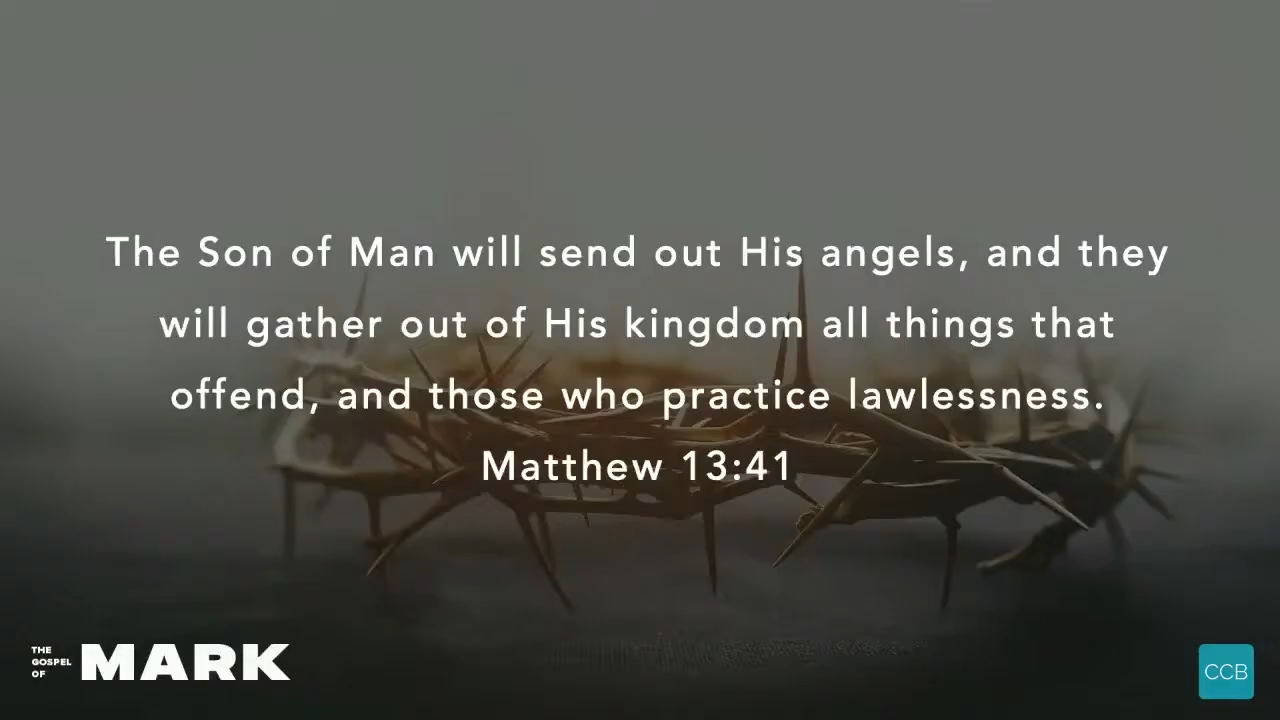 The Son of Man will send out His angels, and they
will gather out of His kingdom all things that
offend, and those who practice lawlessness.
Matthew 13:41
THE
GOSPEL
OF
MARK
CCB